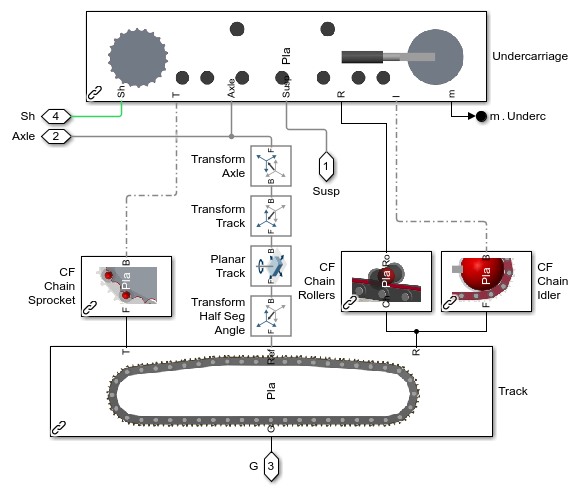 Undercarriage
Pla
Sh
T
Axle
Susp
R
I
m
Sh 4
m . Underc
Axle 2
1
Susp
F
Transform
Axle
B
B
Transform
Track
F
B
Planar
Track
F
B
Transform
Half Seg
Angle
F
CF
Chain
Sprocket
B
Pla
F
CF
Chain
Rollers
Ro
Pla
Ch
B
Pla
F
CF
Chain
Idler
T
Ref
R
Pla
G
Track
G 3